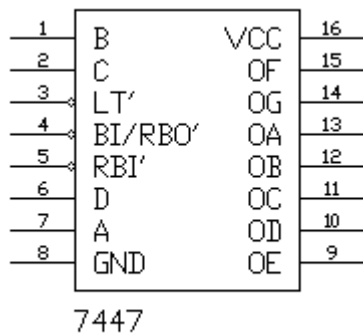 1 B VCC 16
2 C OF 15
3 LT' OG 14
4 BI/RBO' OA 13
5 RBI' OB 12
6 D OC 11
7 A OD 10
8 GND OE 9
7447